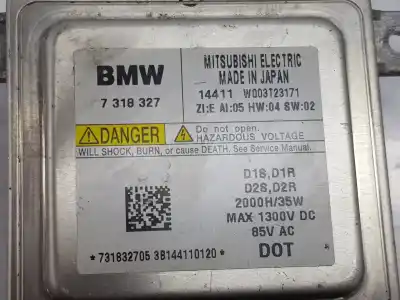 BMW
7 318 327
MITSUBISHI ELECTRIC
MADE IN JAPAN
14411 W003T23171
ZI:E AI:05 HW:04 SW:02
DANGER
Do not open.
HAZARDOUS VOLTAGE
WILL SHOCK, BURN, or cause DEATH. See Service Manual.
D1S,D1R
D2S,D2R
2000H/35W
MAX 1300V DC
85V AC
*731832705 3B144110120*
DOT